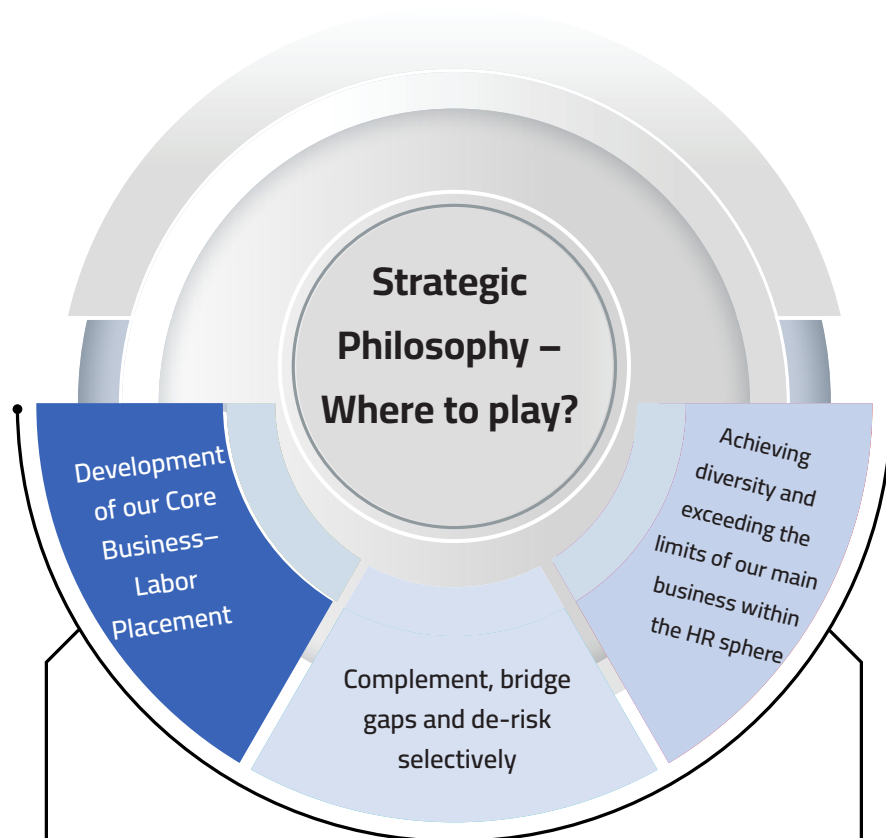 Strategic
Philosophy –
Where to play?
Development
of our Core
Business–
Labor
Placement
Complement, bridge
gaps and de-risk
selectively
Achieving
diversity and
exceeding the
limits of our main
business within
the HR sphere